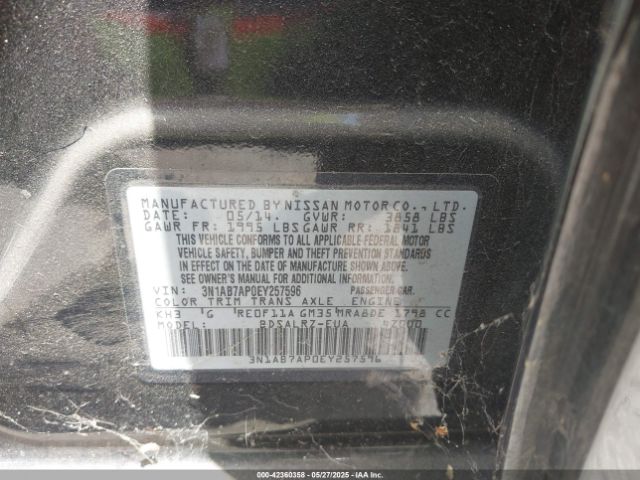 MANUFACTURED BY NISSAN MOTOR CO., LTD.
DATE: 05/14. GVWR: 3858 LBS
GAWR FR: 1995 LBS GAWR RR: 1841 LBS
THIS VEHICLE CONFORMS TO ALL APPLICABLE FEDERAL MOTOR
VEHICLE SAFETY, BUMPER, AND THEFT PREVENTION STANDARDS
IN EFFECT ON THE DATE OF MANUFACTURE SHOWN ABOVE.
SEE OWNER'S MANUAL FOR ADDITIONAL INFORMATION.
VIN: 3N1AB7AP0EY257596 PASSENGER CAR
COLOR TRIM TRANS AXLE ENGINE
KH3 G RE0F11A GM35 MRA8DE 1798 CC
MODEL: BDSALRZ-EUA
3N1AB7AP0EY257596
000-42360358 | 05/27/2025 | IAAI.COM